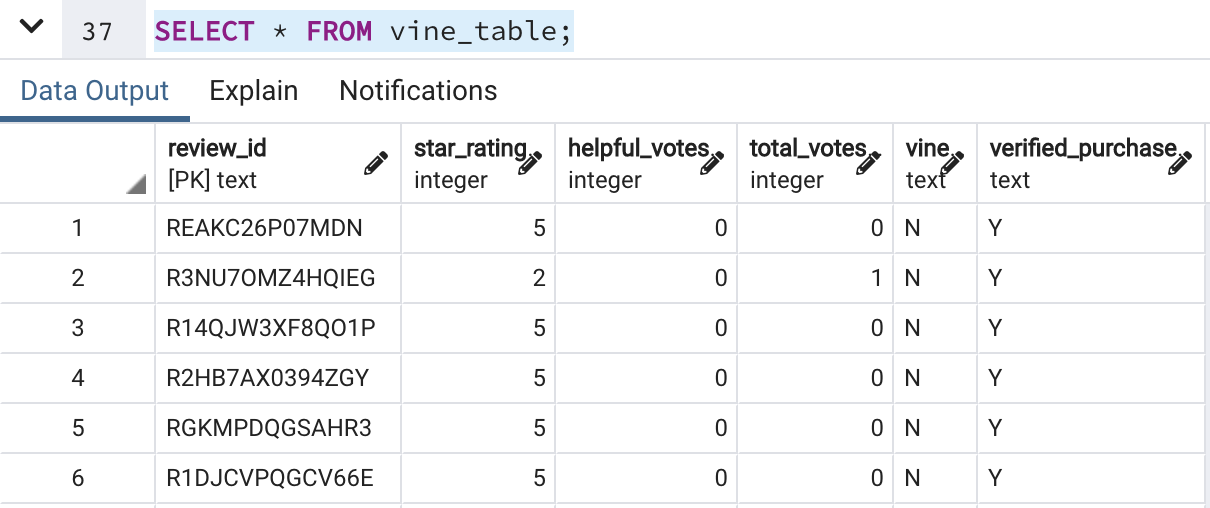 37 SELECT * FROM vine_table;
Data Output Explain Notifications
review_id star_rating helpful_votes total_votes vine verified_purchase
[PK] text integer integer integer text text
1 REAKC26P07MDN 5 0 0 N Y
2 R3NU7OMZ4HQIEG 2 0 1 N Y
3 R14QJW3XF8QO1P 5 0 0 N Y
4 R2HB7AX0394ZGY 5 0 0 N Y
5 RGKMPDQGSAHR3 5 0 0 N Y
6 R1DJCVPQGCV66E 5 0 0 N Y